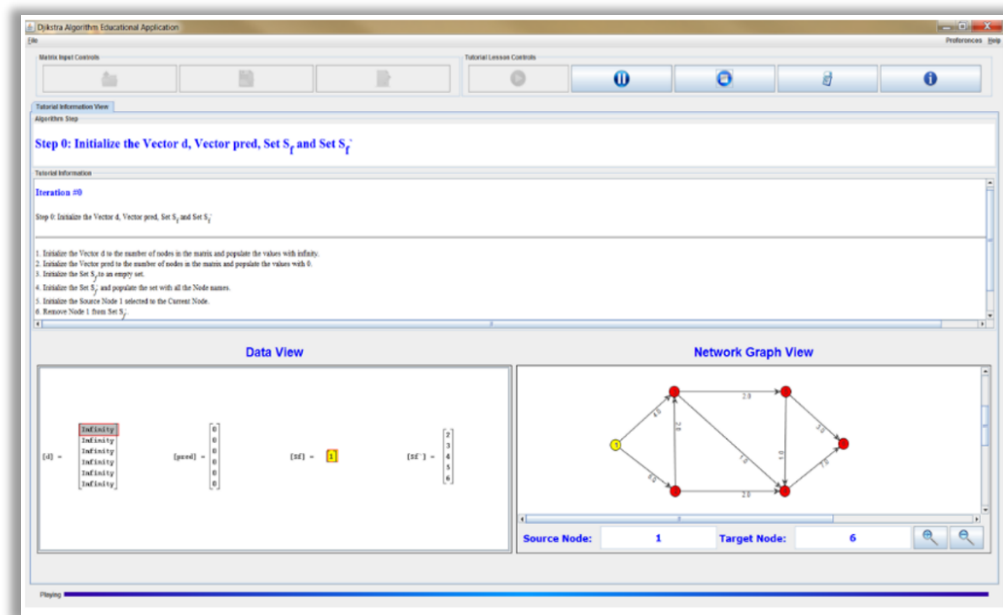 Djikstra Algorithm Educational Application
File
Preferences Help
Matrix Input Controls
Tutorial Lesson Controls
Tutorial Information View
Algorithm Step
Step 0: Initialize the Vector d, Vector pred, Set Sf and Set Sf'
Tutorial Information
Iteration #0
Step 0: Initialize the Vector d, Vector pred, Set Sf and Set Sf'
1. Initialize the Vector d to the number of nodes in the matrix and populate the values with infinity.
2. Initialize the Vector pred to the number of nodes in the matrix and populate the values with 0.
3. Initialize the Set Sf to an empty set.
4. Initialize the Set Sf' and populate the set with all the Node names.
5. Initialize the Source Node 1 selected to the Current Node.
6. Remove Node 1 from Set Sf'.
Data View
Network Graph View
[d] =
Infinity
Infinity
Infinity
Infinity
Infinity
Infinity
[pred] =
0
0
0
0
0
0
[Sf] = [1]
[Sf'] =
2
3
4
5
6
4.0
2.0
2.0
1.0
1.0
3.0
2.0
Source Node: 1 Target Node: 6
Playing